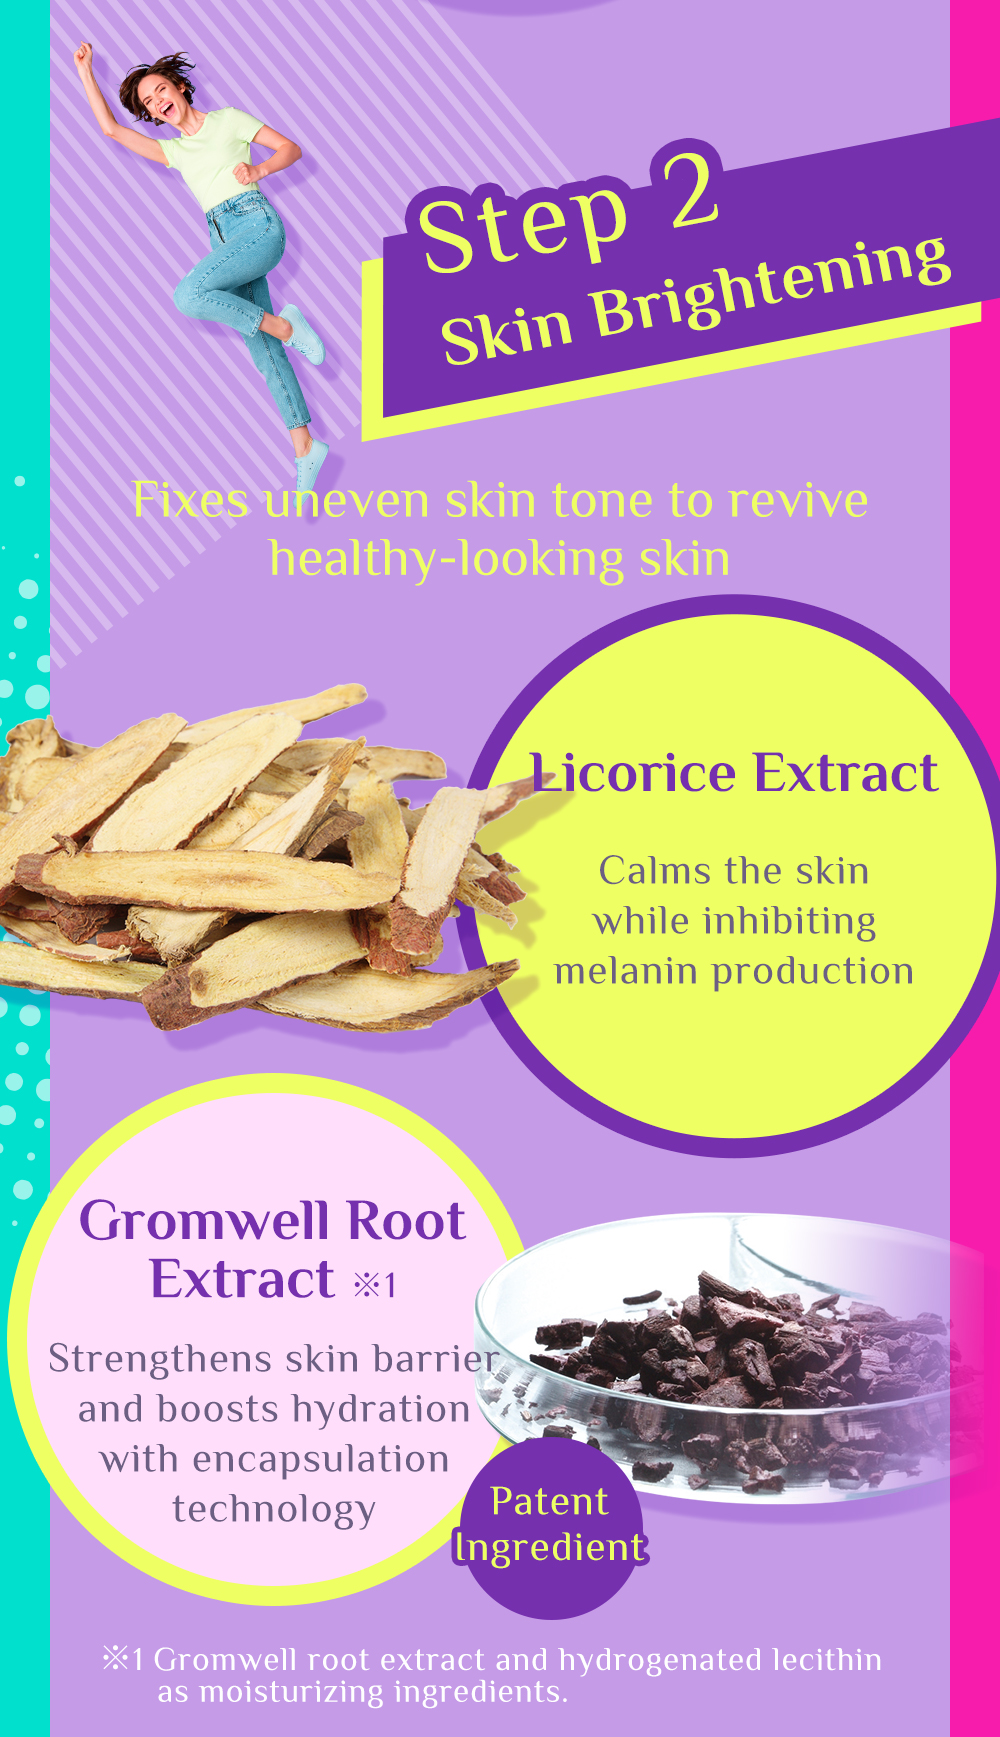 Step 2
Skin Brightening
Fixes uneven skin tone to revive
healthy-looking skin
Licorice Extract
Calms the skin
while inhibiting
melanin production
Gromwell Root
Extract ※1
Strengthens skin barrier
and boosts hydration
with encapsulation
technology
Patent
Ingredient
※1 Gromwell root extract and hydrogenated lecithin
as moisturizing ingredients.